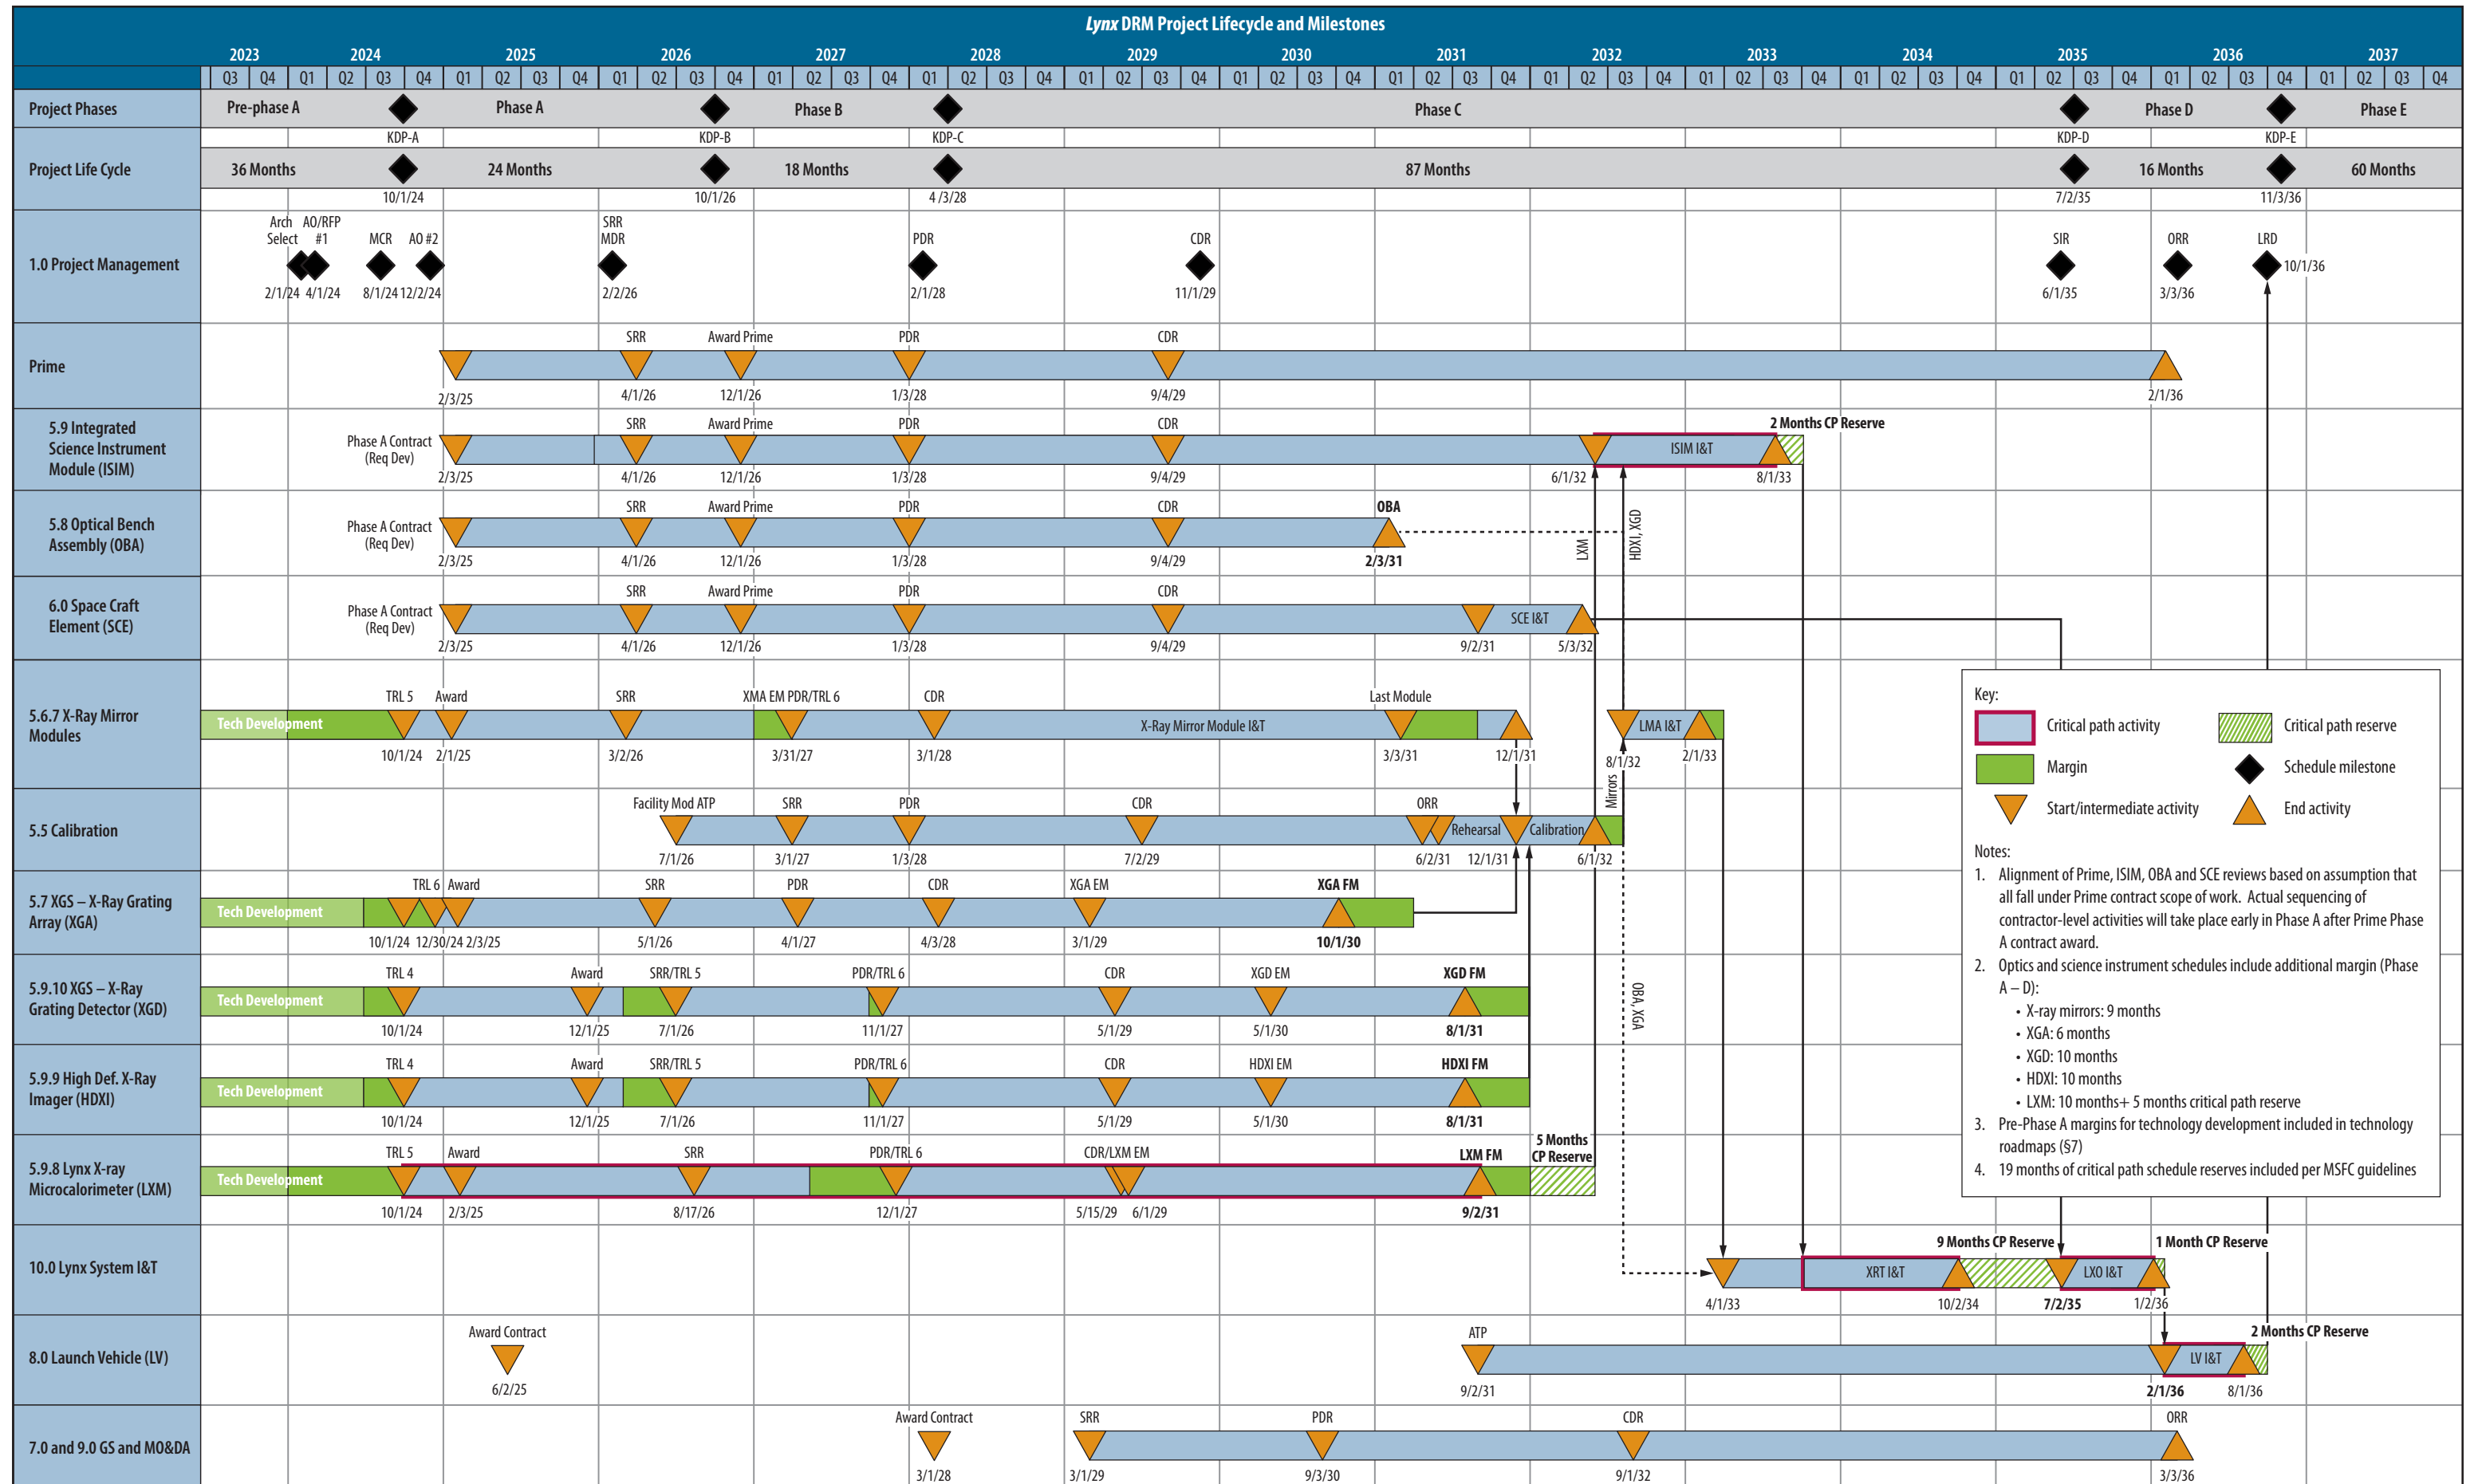 Lynx DRM Project Lifecycle and Milestones
2023 2024 2025 2026 2027 2028 2029 2030 2031 2032 2033 2034 2035 2036 2037
Q3 Q4 Q1 Q2 Q3 Q4 Q1 Q2 Q3 Q4 Q1 Q2 Q3 Q4 Q1 Q2 Q3 Q4 Q1 Q2 Q3 Q4 Q1 Q2 Q3 Q4 Q1 Q2 Q3 Q4 Q1 Q2 Q3 Q4 Q1 Q2 Q3 Q4 Q1 Q2 Q3 Q4 Q1 Q2 Q3 Q4 Q1 Q2 Q3 Q4 Q1 Q2 Q3 Q4 Q1 Q2 Q3 Q4
Project Phases
Pre-phase A Phase A Phase B Phase C Phase D Phase E
KDP-A KDP-B KDP-C KDP-D KDP-E
Project Life Cycle
36 Months 24 Months 18 Months 87 Months 16 Months 60 Months
10/1/24 10/1/26 4 /3/28 7/2/35 11/3/36
1.0 Project Management
Arch AO/RFP SRR
Select #1 MCR AO #2 MDR PDR CDR SIR ORR LRD
10/1/36
2/1/24 4/1/24 8/1/24 12/2/24 2/2/26 2/1/28 11/1/29 6/1/35 3/3/36
Prime
SRR Award Prime PDR CDR
2/3/25 4/1/26 12/1/26 1/3/28 9/4/29 2/1/36
5.9 Integrated
Science Instrument
Module (ISIM)
Phase A Contract
(Req Dev)
SRR Award Prime PDR CDR 2 Months CP Reserve
ISIM I&T
2/3/25 4/1/26 12/1/26 1/3/28 9/4/29 6/1/32 8/1/33
5.8 Optical Bench
Assembly (OBA)
Phase A Contract
(Req Dev)
SRR Award Prime PDR CDR OBA
LXM
HDXI, XGD
2/3/25 4/1/26 12/1/26 1/3/28 9/4/29 2/3/31
6.0 Space Craft
Element (SCE)
Phase A Contract
(Req Dev)
SRR Award Prime PDR CDR
SCE I&T
2/3/25 4/1/26 12/1/26 1/3/28 9/4/29 9/2/31 5/3/32
5.6.7 X-Ray Mirror
Modules
TRL 5 Award SRR XMA EM PDR/TRL 6 CDR Last Module
Tech Development X-Ray Mirror Module I&T LMA I&T
10/1/24 2/1/25 3/2/26 3/31/27 3/1/28 3/3/31 12/1/31 8/1/32 2/1/33
Mirrors
5.5 Calibration
Facility Mod ATP SRR PDR CDR ORR
Rehearsal Calibration
7/1/26 3/1/27 1/3/28 7/2/29 6/2/31 12/1/31 6/1/32
5.7 XGS – X-Ray Grating
Array (XGA)
TRL 6 Award SRR PDR CDR XGA EM XGA FM
Tech Development
10/1/24 12/30/24 2/3/25 5/1/26 4/1/27 4/3/28 3/1/29 10/1/30
5.9.10 XGS – X-Ray
Grating Detector (XGD)
TRL 4 Award SRR/TRL 5 PDR/TRL 6 CDR XGD EM XGD FM
Tech Development
OBA, XGA
10/1/24 12/1/25 7/1/26 11/1/27 5/1/29 5/1/30 8/1/31
5.9.9 High Def. X-Ray
Imager (HDXI)
TRL 4 Award SRR/TRL 5 PDR/TRL 6 CDR HDXI EM HDXI FM
Tech Development
10/1/24 12/1/25 7/1/26 11/1/27 5/1/29 5/1/30 8/1/31
5.9.8 Lynx X-ray
Microcalorimeter (LXM)
TRL 5 Award SRR PDR/TRL 6 CDR/LXM EM LXM FM
5 Months
CP Reserve
Tech Development
10/1/24 2/3/25 8/17/26 12/1/27 5/15/29 6/1/29 9/2/31
10.0 Lynx System I&T
9 Months CP Reserve 1 Month CP Reserve
XRT I&T LXO I&T
4/1/33 10/2/34 7/2/35 1/2/36
8.0 Launch Vehicle (LV)
Award Contract ATP 2 Months CP Reserve
LV I&T
6/2/25 9/2/31 2/1/36 8/1/36
7.0 and 9.0 GS and MO&DA
Award Contract SRR PDR CDR ORR
3/1/28 3/1/29 9/3/30 9/1/32 3/3/36
Key:
Critical path activity Critical path reserve
Margin Schedule milestone
Start/intermediate activity End activity
Notes:
1. Alignment of Prime, ISIM, OBA and SCE reviews based on assumption that
all fall under Prime contract scope of work. Actual sequencing of
contractor-level activities will take place early in Phase A after Prime Phase
A contract award.
2. Optics and science instrument schedules include additional margin (Phase
A – D):
• X-ray mirrors: 9 months
• XGA: 6 months
• XGD: 10 months
• HDXI: 10 months
• LXM: 10 months+ 5 months critical path reserve
3. Pre-Phase A margins for technology development included in technology
roadmaps (§7)
4. 19 months of critical path schedule reserves included per MSFC guidelines